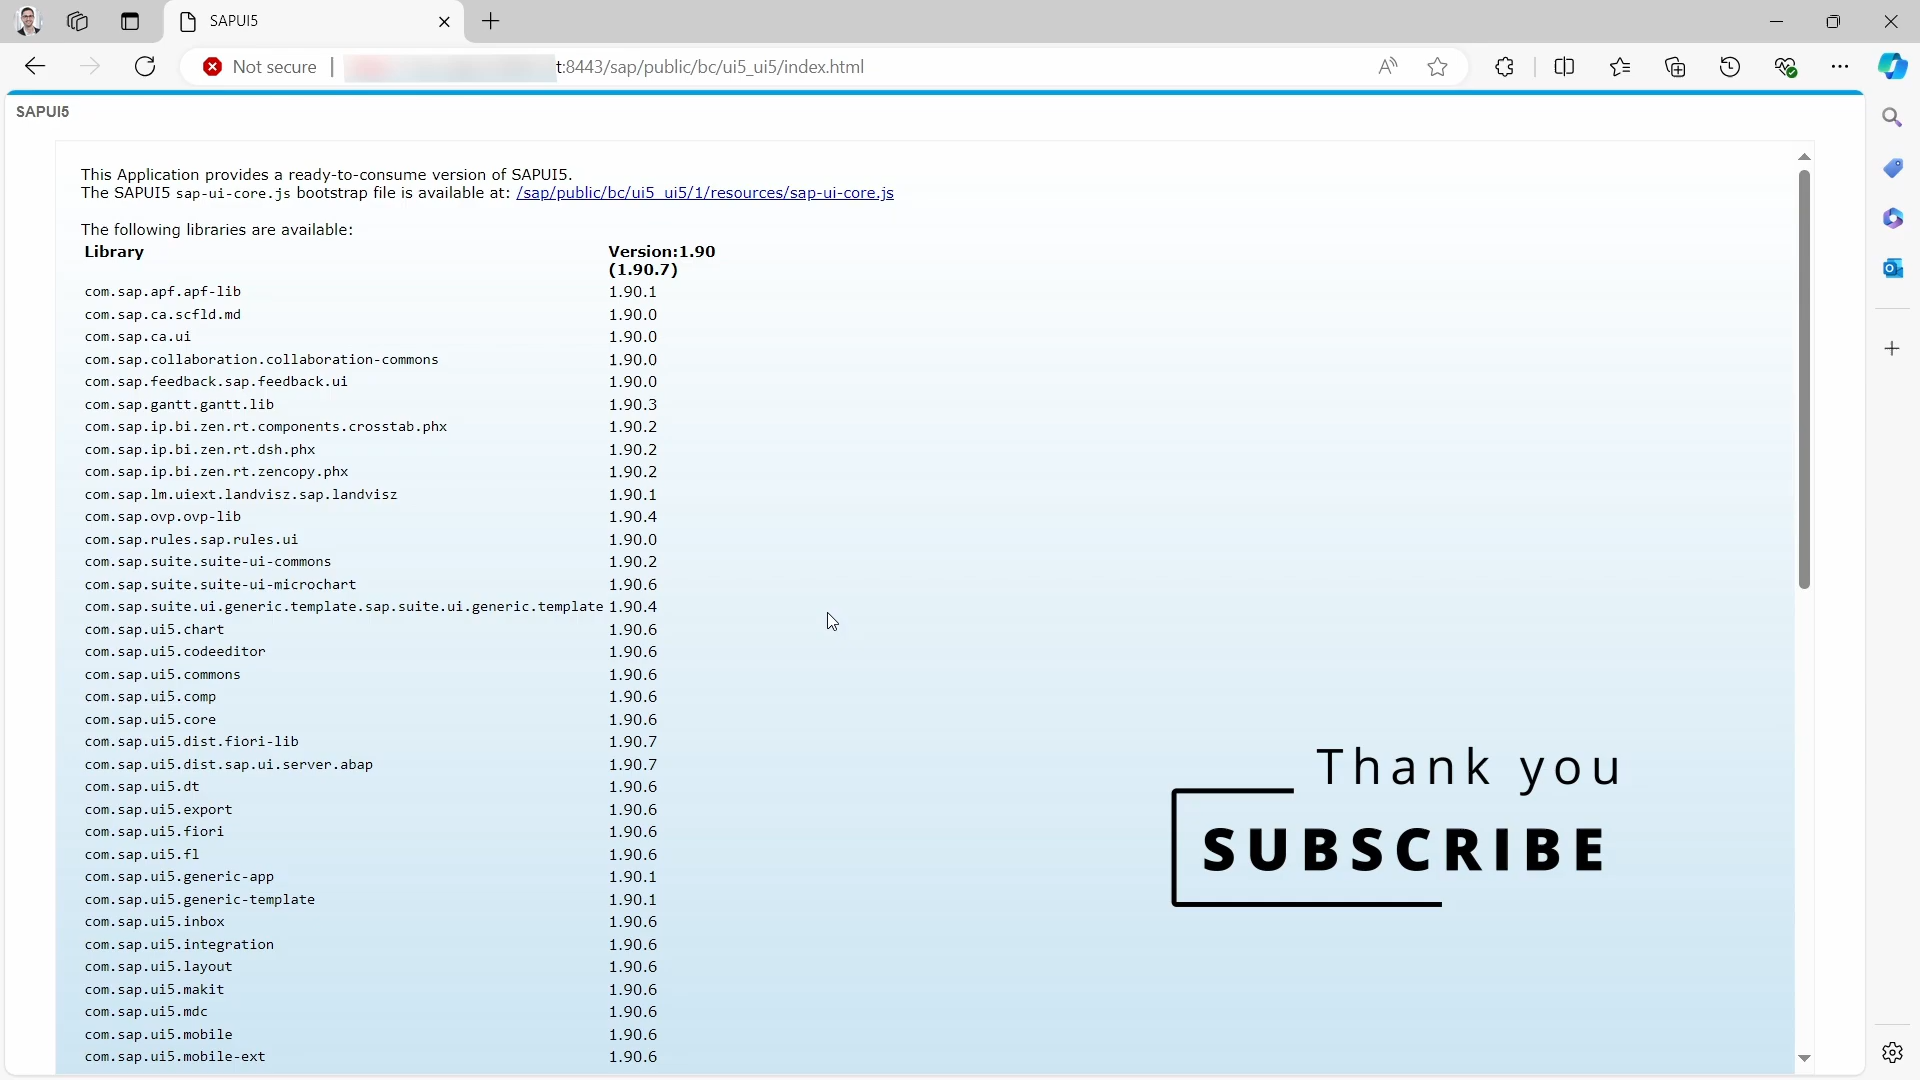 SAPUI5
Not secure
t:8443/sap/public/bc/ui5_ui5/index.html
SAPUI5
This Application provides a ready-to-consume version of SAPUI5.
The SAPUI5 sap-ui-core.js bootstrap file is available at: /sap/public/bc/ui5_ui5/1/resources/sap-ui-core.js
The following libraries are available:
Library Version:1.90
(1.90.7)
com.sap.apf.apf-lib 1.90.1
com.sap.ca.scfld.md 1.90.0
com.sap.ca.ui 1.90.0
com.sap.collaboration.collaboration-commons 1.90.0
com.sap.feedback.sap.feedback.ui 1.90.0
com.sap.gantt.gantt.lib 1.90.3
com.sap.ip.bi.zen.rt.components.crosstab.phx 1.90.2
com.sap.ip.bi.zen.rt.dsh.phx 1.90.2
com.sap.ip.bi.zen.rt.zencopy.phx 1.90.2
com.sap.lm.uiext.landvisz.sap.landvisz 1.90.1
com.sap.ovp.ovp-lib 1.90.4
com.sap.rules.sap.rules.ui 1.90.0
com.sap.suite.suite-ui-commons 1.90.2
com.sap.suite.suite-ui-microchart 1.90.6
com.sap.suite.ui.generic.template.sap.suite.ui.generic.template 1.90.4
com.sap.ui5.chart 1.90.6
com.sap.ui5.codeeditor 1.90.6
com.sap.ui5.commons 1.90.6
com.sap.ui5.comp 1.90.6
com.sap.ui5.core 1.90.6
com.sap.ui5.dist.fiori-lib 1.90.7
com.sap.ui5.dist.sap.ui.server.abap 1.90.7
com.sap.ui5.dt 1.90.6
com.sap.ui5.export 1.90.6
com.sap.ui5.fiori 1.90.6
com.sap.ui5.fl 1.90.6
com.sap.ui5.generic-app 1.90.1
com.sap.ui5.generic-template 1.90.1
com.sap.ui5.inbox 1.90.6
com.sap.ui5.integration 1.90.6
com.sap.ui5.layout 1.90.6
com.sap.ui5.makit 1.90.6
com.sap.ui5.mdc 1.90.6
com.sap.ui5.mobile 1.90.6
com.sap.ui5.mobile-ext 1.90.6
Thank you
SUBSCRIBE